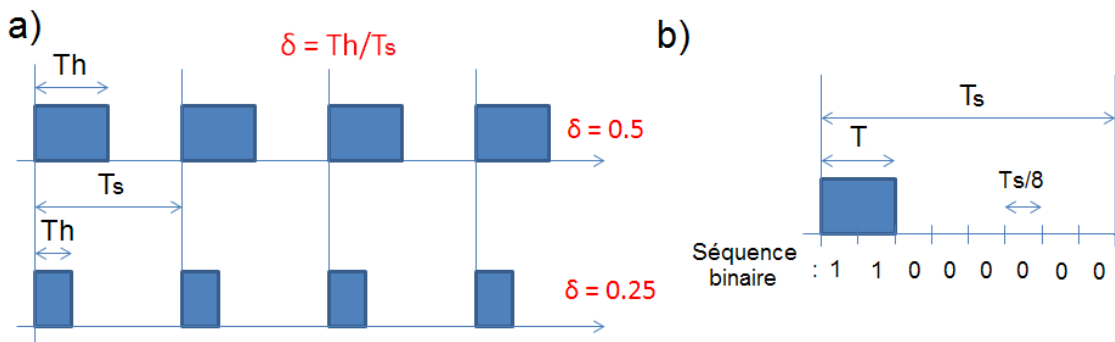 a)
δ = Th/Ts
Th
δ = 0.5
Ts
Th
δ = 0.25
b)
Ts
T
Ts/8
Séquence
binaire : 1 1 0 0 0 0 0 0